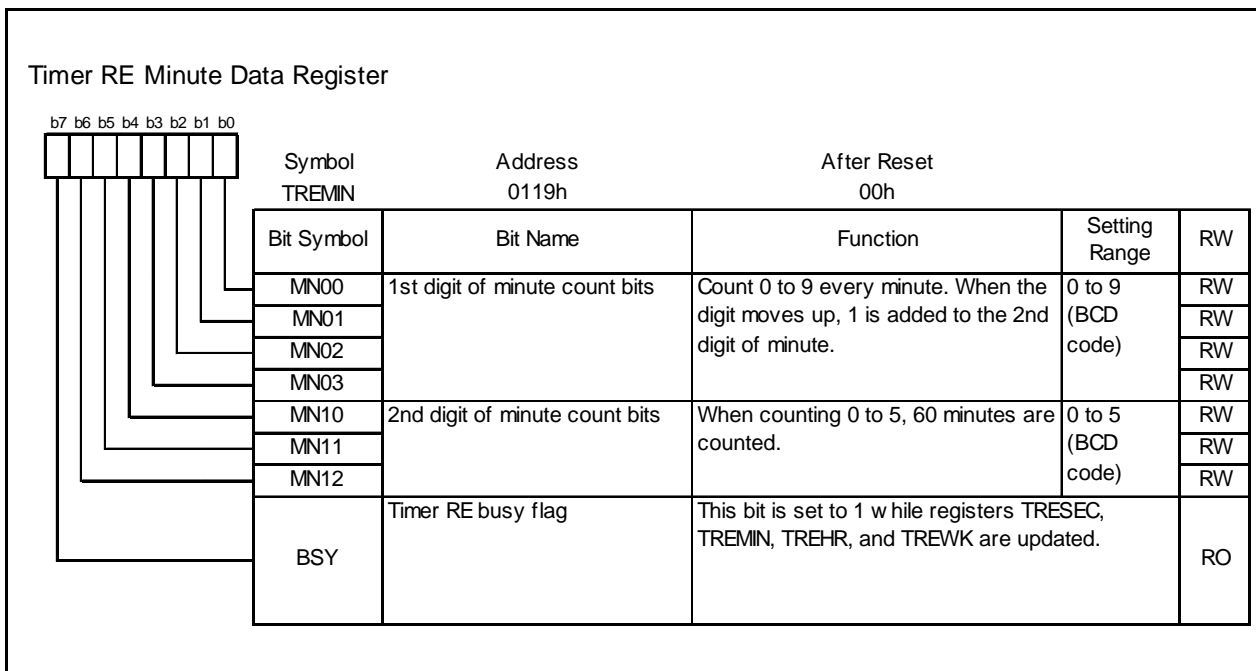 Timer RE Minute Data Register
b7 b6 b5 b4 b3 b2 b1 b0
Symbol Address After Reset
TREMIN 0119h 00h
Bit Symbol Bit Name Function Setting Range RW
MN00 1st digit of minute count bits Count 0 to 9 every minute. When the 0 to 9 RW
MN01 digit moves up, 1 is added to the 2nd (BCD RW
MN02 digit of minute. code) RW
MN03 RW
MN10 2nd digit of minute count bits When counting 0 to 5, 60 minutes are 0 to 5 RW
MN11 counted. (BCD RW
MN12 code) RW
Timer RE busy flag This bit is set to 1 w hile registers TRESEC,
TREMIN, TREHR, and TREWK are updated.
BSY RO